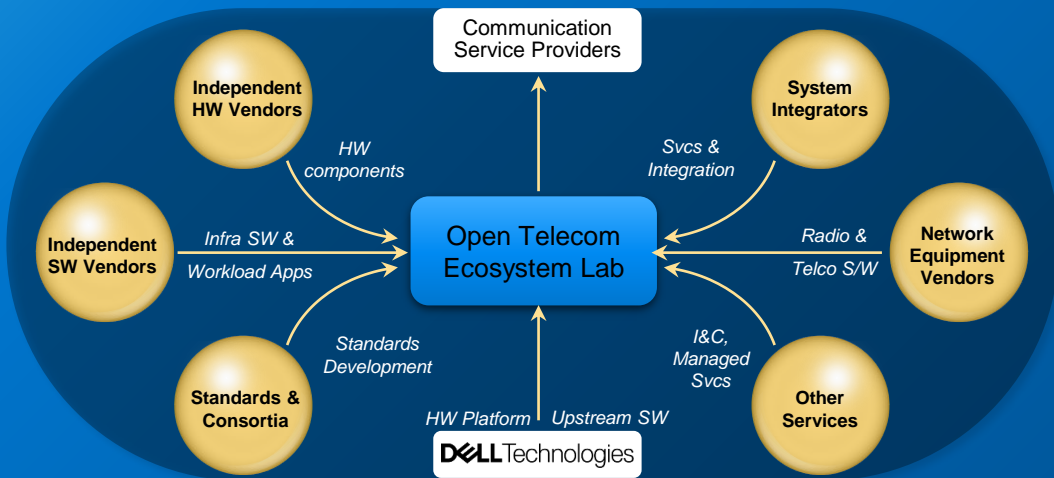 Communication
Service Providers
Independent
HW Vendors
System
Integrators
HW
components
Svcs &
Integration
Independent
SW Vendors
Infra SW &
Workload Apps
Open Telecom
Ecosystem Lab
Radio &
Telco S/W
Network
Equipment
Vendors
Standards
Development
I&C,
Managed
Svcs
Standards &
Consortia
Other
Services
HW Platform
Upstream SW
DELLTechnologies